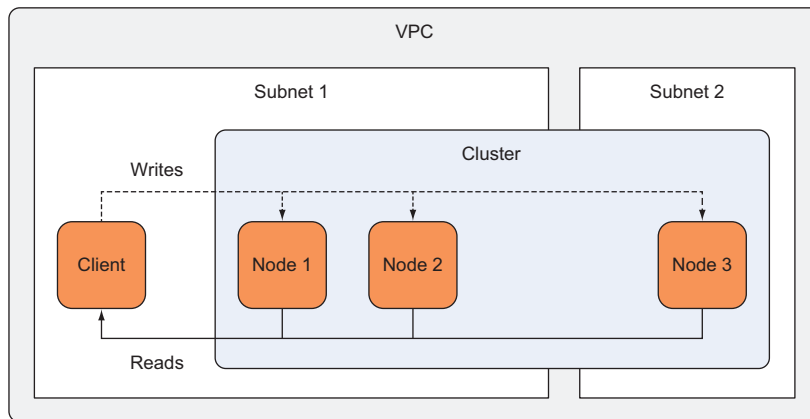 VPC
Subnet 1
Subnet 2
Cluster
Writes
Client
Node 1
Node 2
Node 3
Reads